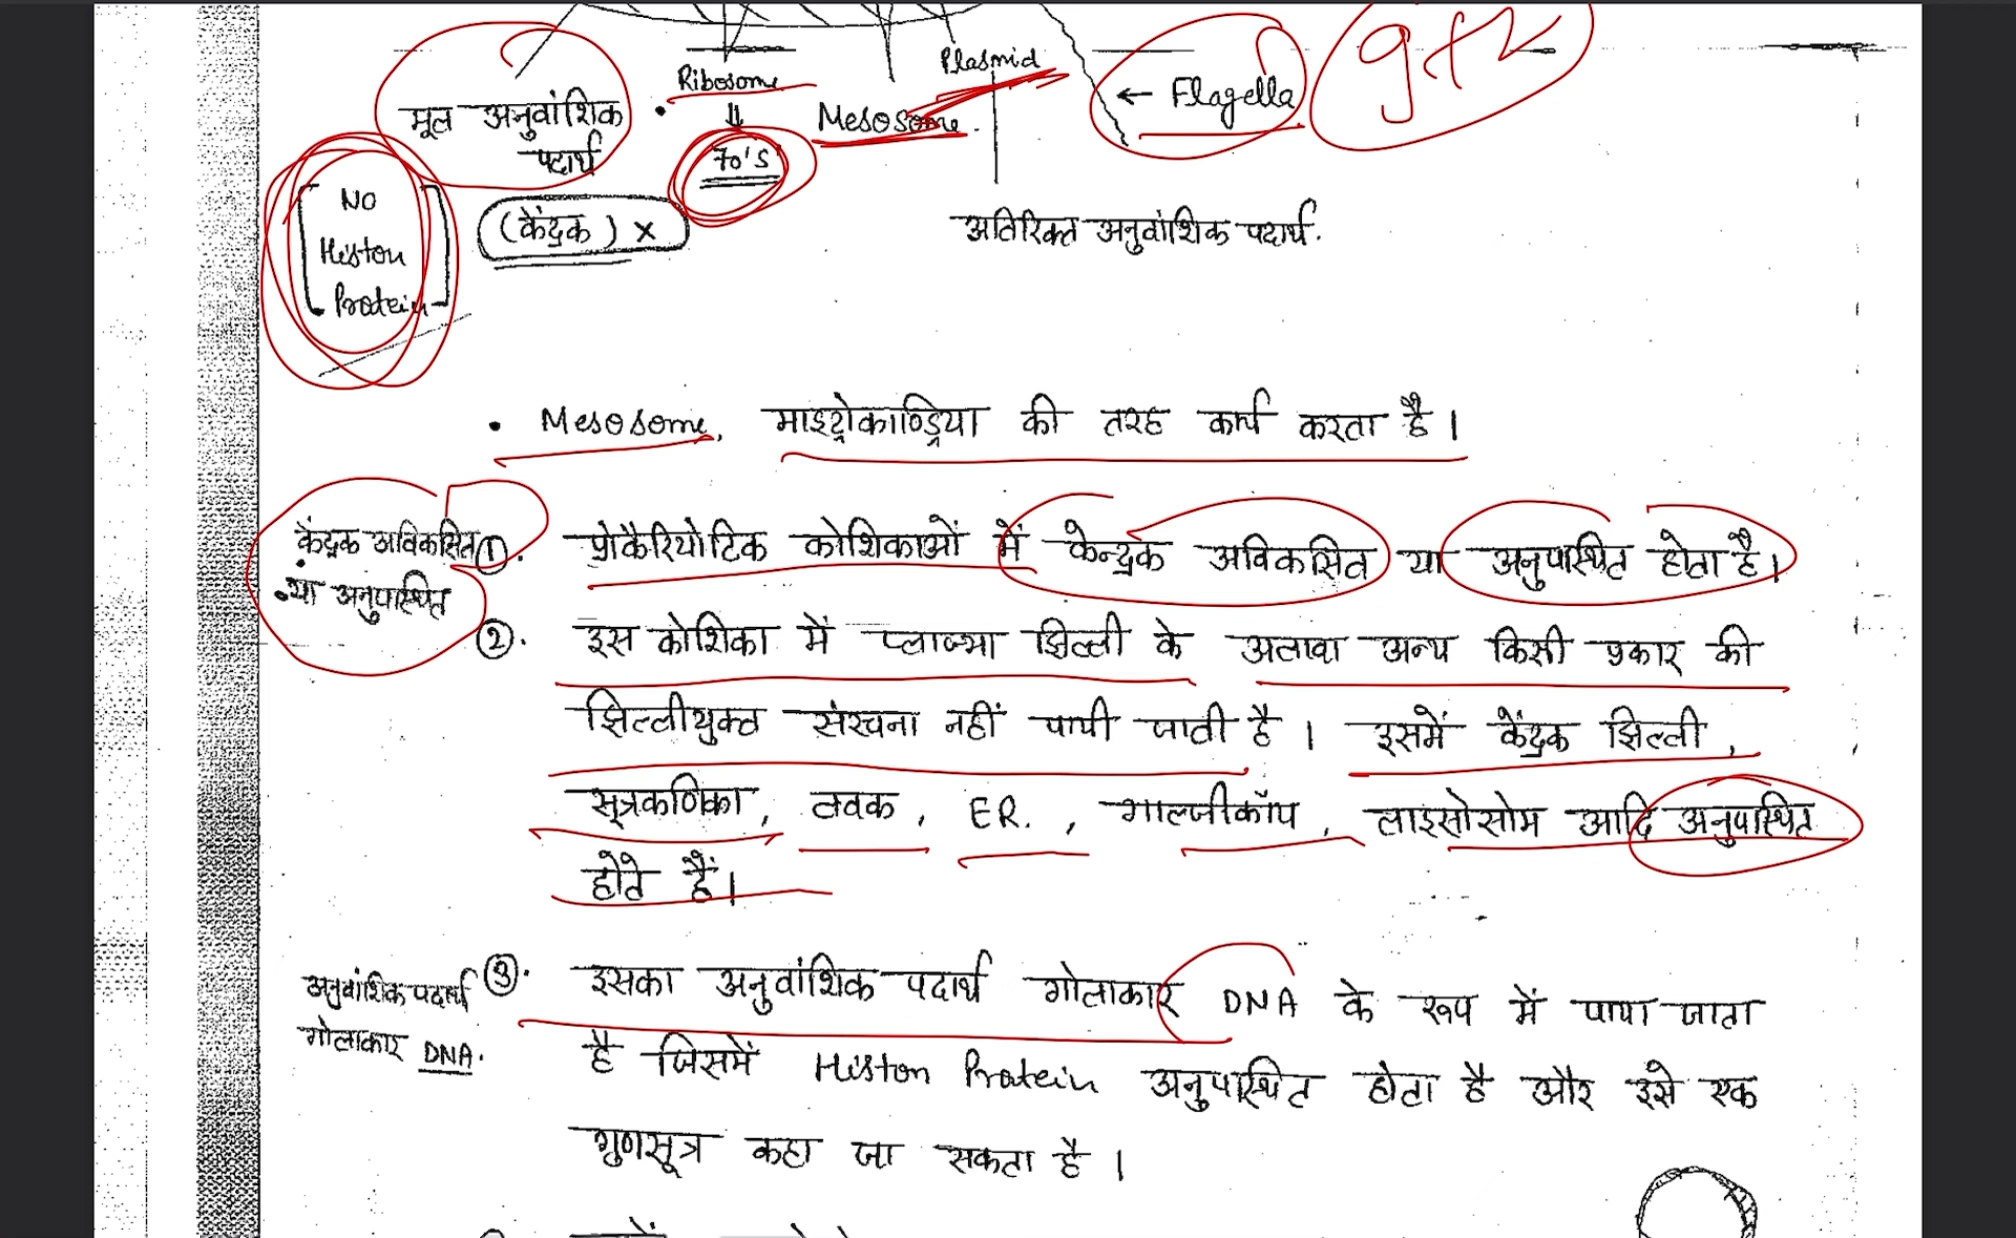 Plasmid
Ribosome
← Flagella
मूल अनुवांशिक
Mesosome.
पदार्थ
70'S
No
Histon
Protein
(केंद्रक) ×
अतिरिक्त अनुवांशिक पदार्थ.
• Mesosome, माइट्रोकाण्ड्रिया की तरह कार्य करता है।
केंद्रक अविकसित
या अनुपस्थित
①. प्रोकैरियोटिक कोशिकाओं में केन्द्रक अविकसित या अनुपस्थित होता है।
②. इस कोशिका में प्लाज्मा झिल्ली के अलावा अन्य किसी प्रकार की
झिल्लीयुक्त संरचना नहीं पायी जाती है। इसमें केंद्रक झिल्ली,
सूत्रकणिका, लवक, ER., गाल्जीकॉय, लाइसोसोम आदि अनुपस्थित
होते हैं।
अनुवांशिक पदार्थ
गोलाकार DNA.
③. इसका अनुवांशिक पदार्थ गोलाकार DNA के रूप में पाया जाता
है जिसमें Histon Protein अनुपस्थित होता है और इसे एक
गुणसूत्र कहा जा सकता है।